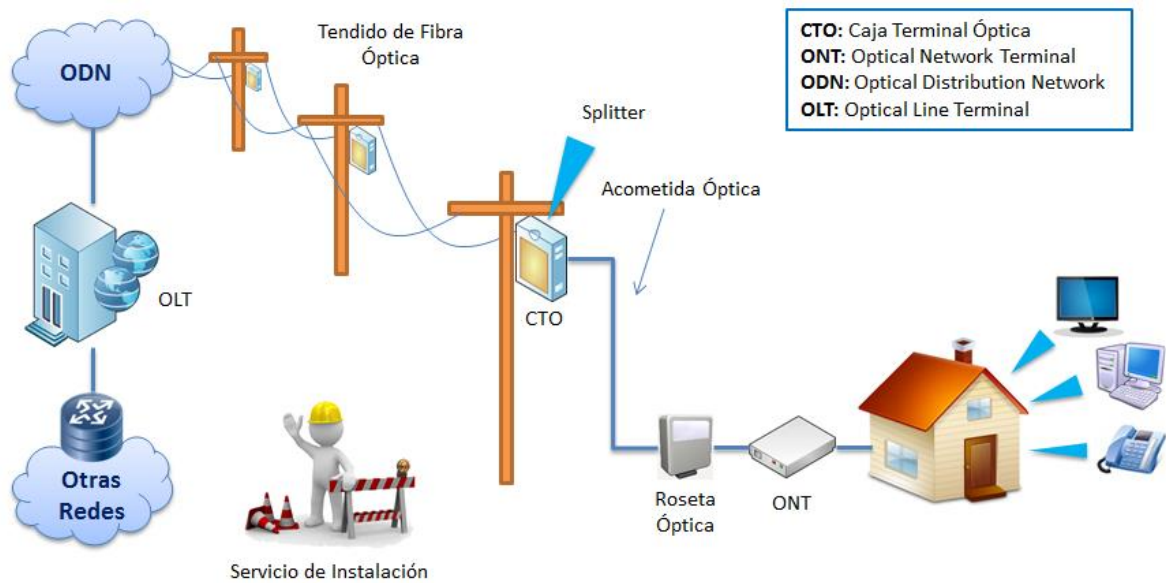 ODN
Tendido de Fibra
Óptica
CTO: Caja Terminal Óptica
ONT: Optical Network Terminal
ODN: Optical Distribution Network
OLT: Optical Line Terminal
Splitter
Acometida Óptica
OLT
CTO
Otras
Redes
Roseta
Óptica
ONT
Servicio de Instalación